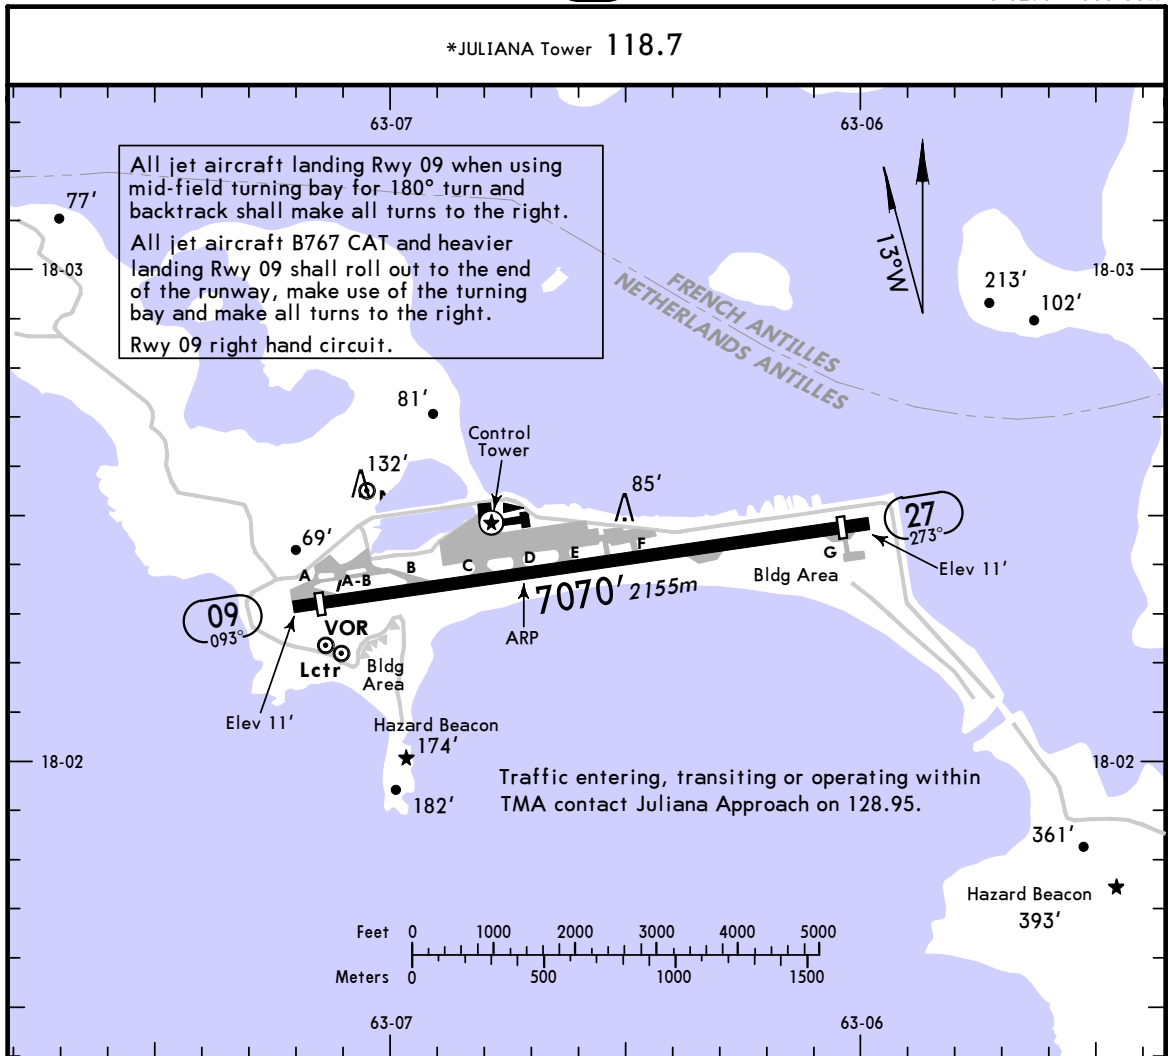 *JULIANA Tower 118.7
63-07
63-06
All jet aircraft landing Rwy 09 when using
mid-field turning bay for 180° turn and
backtrack shall make all turns to the right.
All jet aircraft B767 CAT and heavier
landing Rwy 09 shall roll out to the end
of the runway, make use of the turning
bay and make all turns to the right.
Rwy 09 right hand circuit.
77'
13°W
18-03
18-03
213'
102'
FRENCH ANTILLES
NETHERLANDS ANTILLES
81'
Control
Tower
132'
85'
27
273°
69'
A
A-B
B
C
D
E
F
G
Elev 11'
Bldg Area
7070' 2155m
09
093°
VOR
ARP
Lctr
Bldg
Area
Elev 11'
Hazard Beacon
174'
18-02
18-02
182'
Traffic entering, transiting or operating within
TMA contact Juliana Approach on 128.95.
361'
Hazard Beacon
393'
Feet 0 1000 2000 3000 4000 5000
Meters 0 500 1000 1500
63-07
63-06